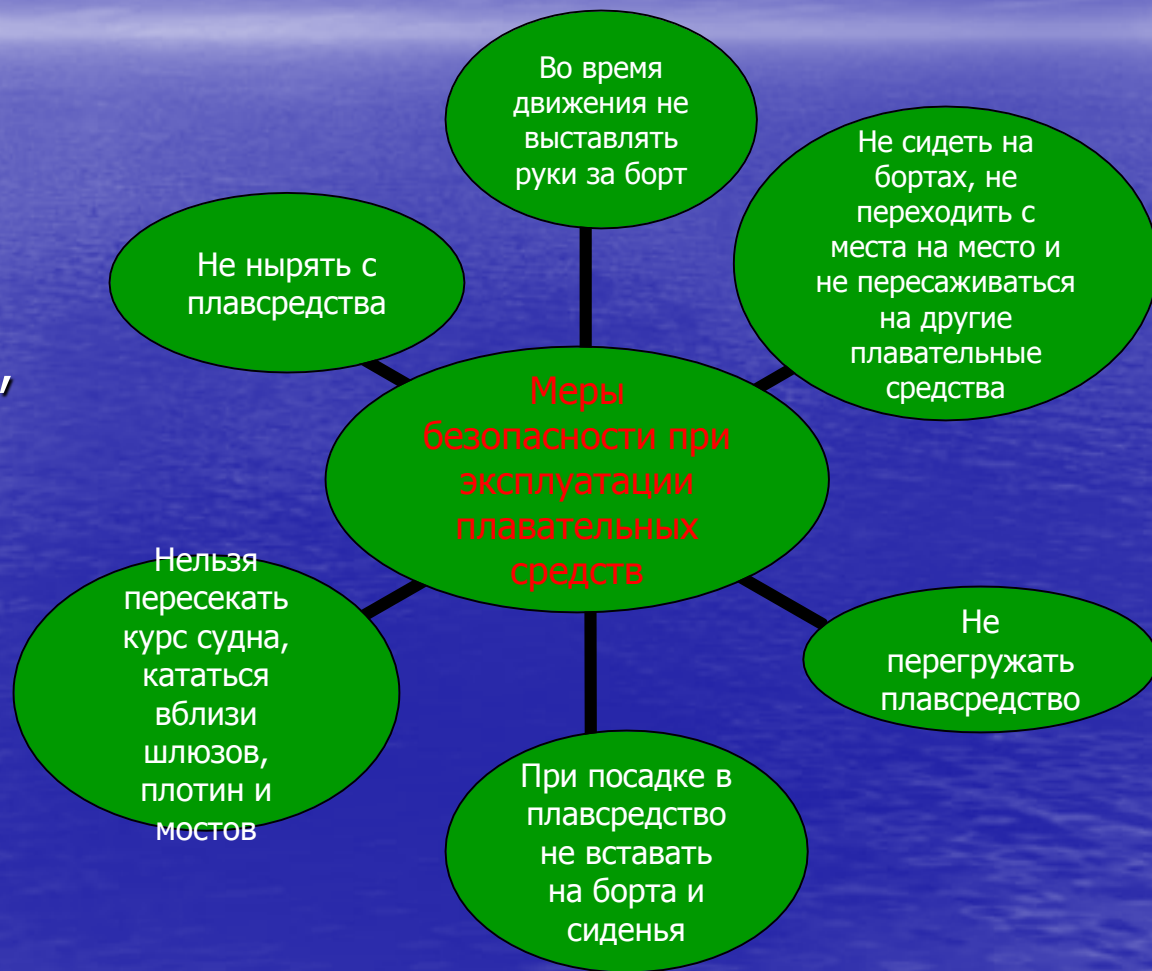 Во время
движения не
выставлять
руки за борт
Не сидеть на
бортах, не
переходить с
места на место и
не пересаживаться
на другие
плавательные
средства
Не нырять с
плавсредства
,
Меры
безопасности при
эксплуатации
плавательных
средств
Нельзя
пересекать
курс судна,
кататься
вблизи
шлюзов,
плотин и
мостов
Не
перегружать
плавсредство
При посадке в
плавсредство
не вставать
на борта и
сиденья